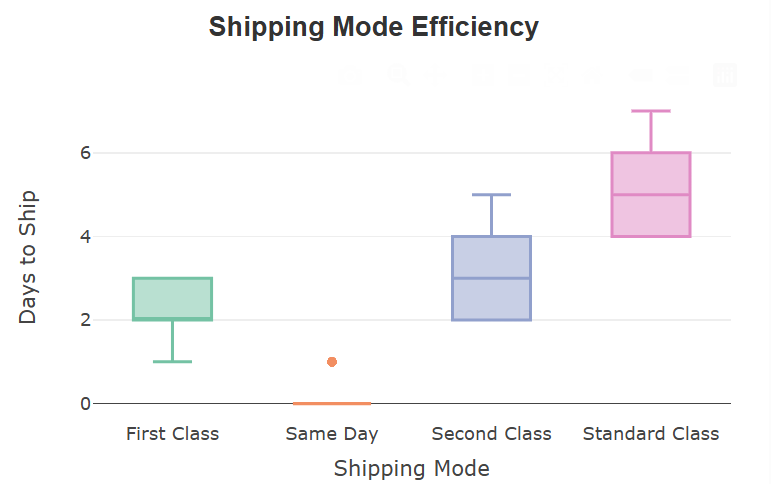 Shipping Mode Efficiency
6
4
2
0
Days to Ship
First Class Same Day Second Class Standard Class
Shipping Mode